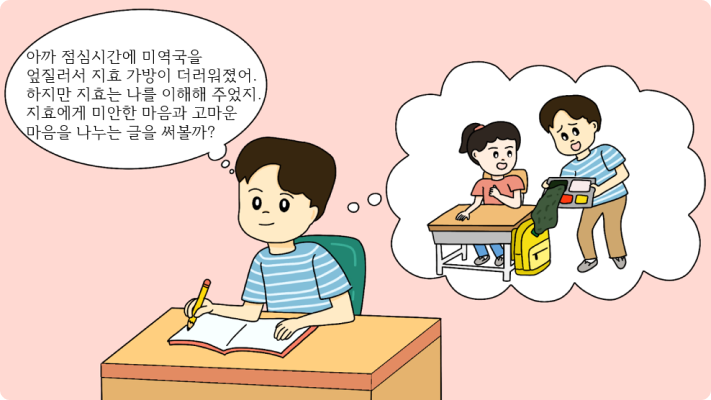 아까 점심시간에 미역국을
엎질러서 지효 가방이 더러워졌어.
하지만 지효는 나를 이해해 주었지.
지효에게 미안한 마음과 고마운
마음을 나누는 글을 써볼까?